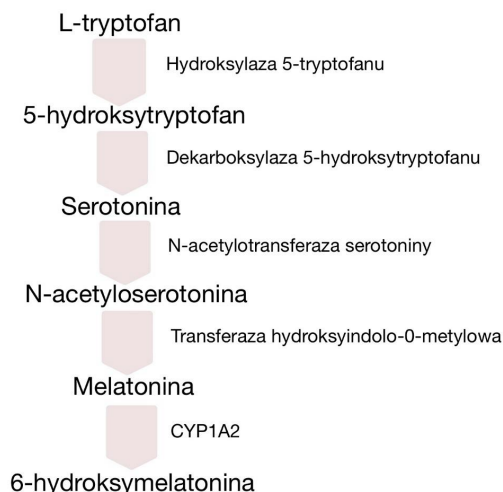 L-tryptofan
Hydroksylaza 5-tryptofanu
5-hydroksytryptofan
Dekarboksylaza 5-hydroksytryptofanu
Serotonina
N-acetylotransferaza serotoniny
N-acetyloserotonina
Transferaza hydroksyindolo-0-metylowa
Melatonina
CYP1A2
6-hydroksymelatonina